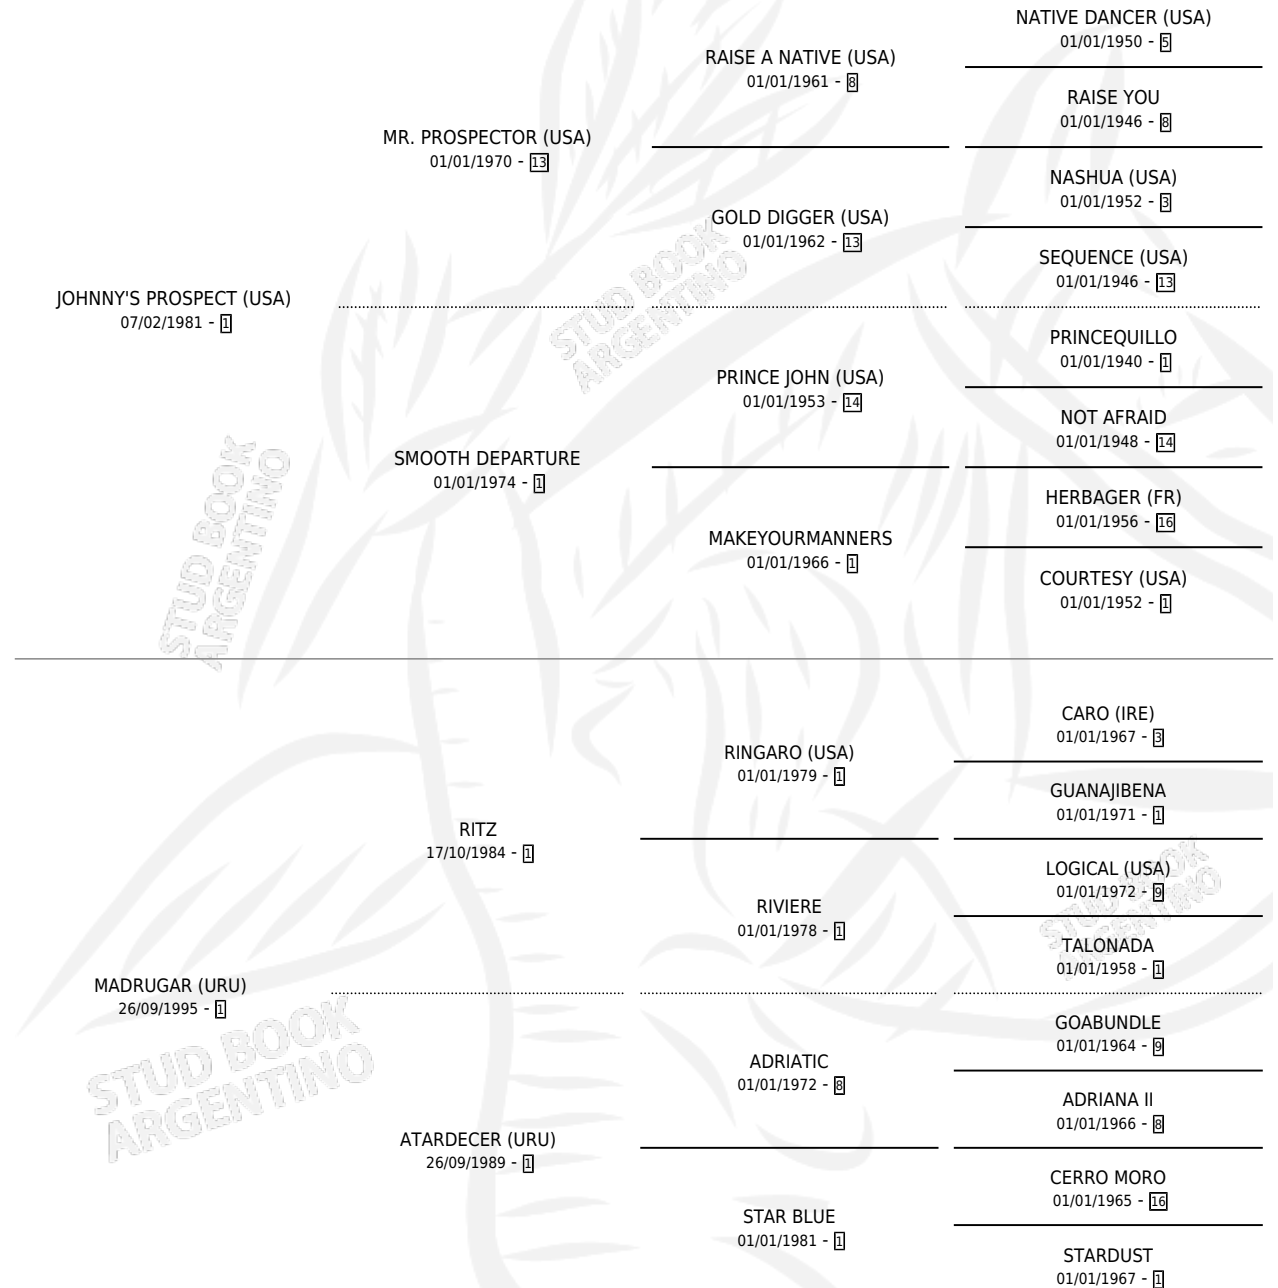 NATIVE DANCER (USA)
01/01/1950 - 5
RAISE A NATIVE (USA)
01/01/1961 - 8
RAISE YOU
01/01/1946 - 8
MR. PROSPECTOR (USA)
01/01/1970 - 13
NASHUA (USA)
01/01/1952 - 3
GOLD DIGGER (USA)
01/01/1962 - 13
SEQUENCE (USA)
01/01/1946 - 13
JOHNNY'S PROSPECT (USA)
07/02/1981 - 1
PRINCEQUILLO
01/01/1940 - 1
PRINCE JOHN (USA)
01/01/1953 - 14
NOT AFRAID
01/01/1948 - 14
SMOOTH DEPARTURE
01/01/1974 - 1
HERBAGER (FR)
01/01/1956 - 16
MAKEYOURMANNERS
01/01/1966 - 1
COURTESY (USA)
01/01/1952 - 1
STUD BOOK
ARGENTINO
STUD BOOK
ARGENTINO
CARO (IRE)
01/01/1967 - 3
RINGARO (USA)
01/01/1979 - 1
GUANAJIBENA
01/01/1971 - 1
RITZ
17/10/1984 - 1
LOGICAL (USA)
01/01/1972 - 9
RIVIERE
01/01/1978 - 1
TALONADA
01/01/1958 - 1
MADRUGAR (URU)
26/09/1995 - 1
GOABUNDLE
01/01/1964 - 9
ADRIATIC
01/01/1972 - 8
ADRIANA II
01/01/1966 - 8
ATARDECER (URU)
26/09/1989 - 1
CERRO MORO
01/01/1965 - 16
STAR BLUE
01/01/1981 - 1
STARDUST
01/01/1967 - 1
STUD BOOK
ARGENTINO
STUD BOOK
ARGENTINO